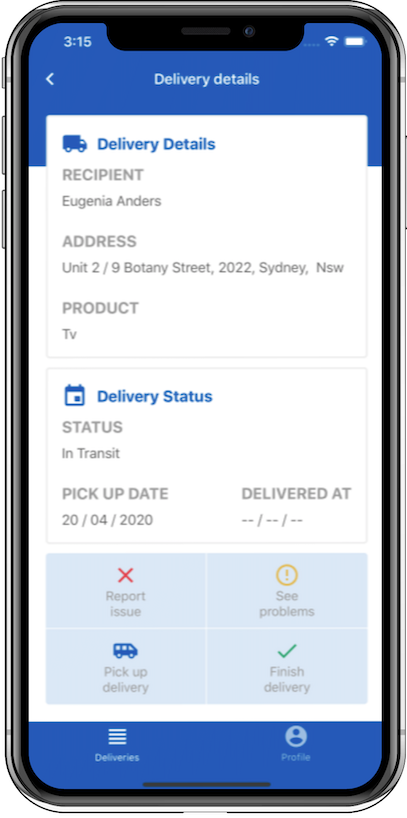 3:15
Delivery details
Delivery Details
RECIPIENT
Eugenia Anders
ADDRESS
Unit 2 / 9 Botany Street, 2022, Sydney, Nsw
PRODUCT
Tv
Delivery Status
STATUS
In Transit
PICK UP DATE DELIVERED AT
20 / 04 / 2020 -- / -- / --
Report See
issue problems
Pick up Finish
delivery delivery
Deliveries Profile